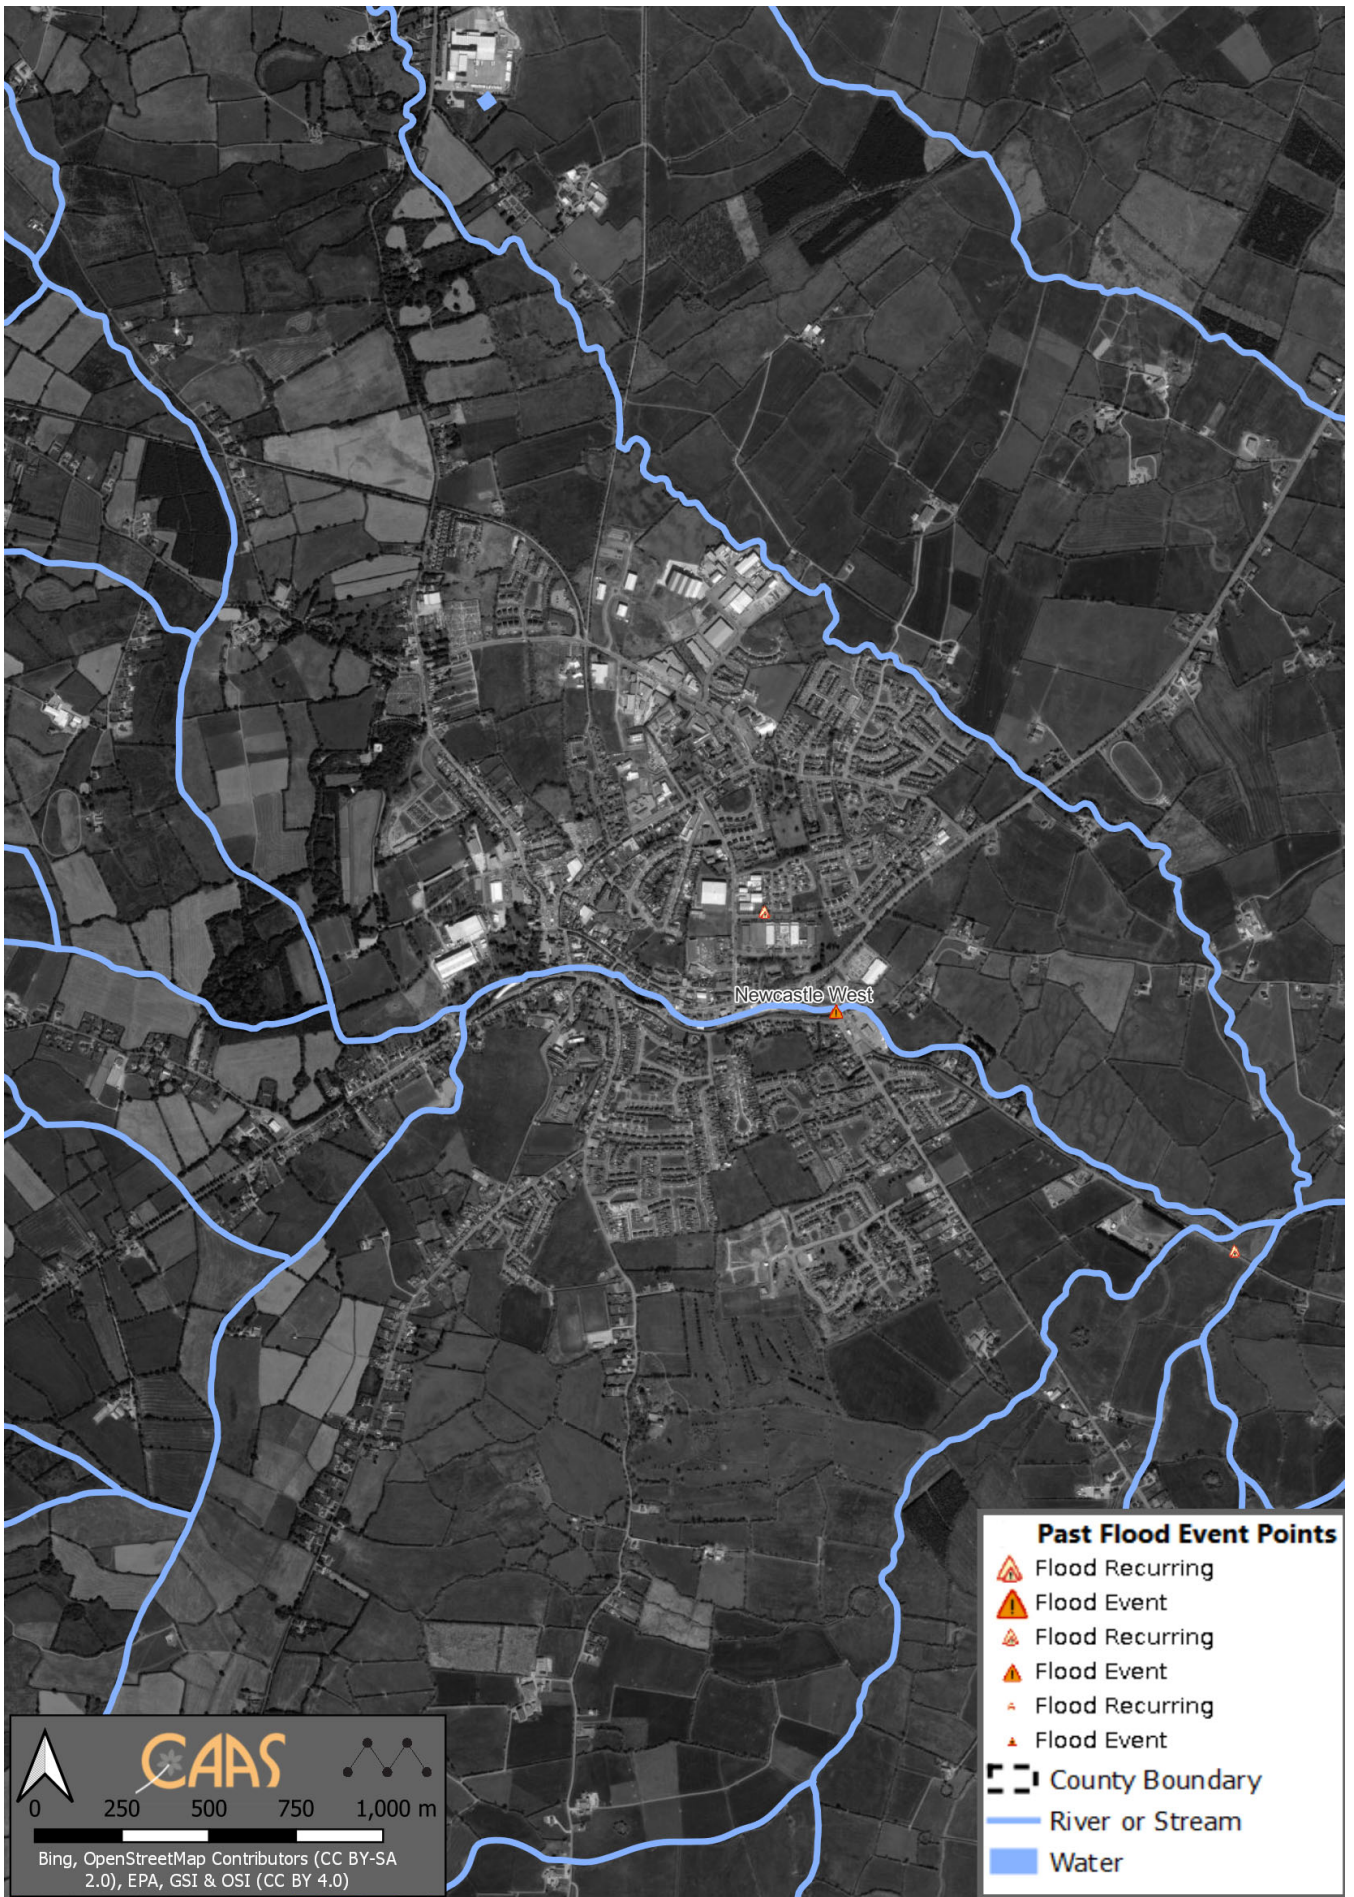 Newcastle West
Past Flood Event Points
Flood Recurring
Flood Event
Flood Recurring
Flood Event
Flood Recurring
Flood Event
County Boundary
River or Stream
Water
CAAS
0 250 500 750 1,000 m
Bing, OpenStreetMap Contributors (CC BY-SA
2.0), EPA, GSI & OSI (CC BY 4.0)